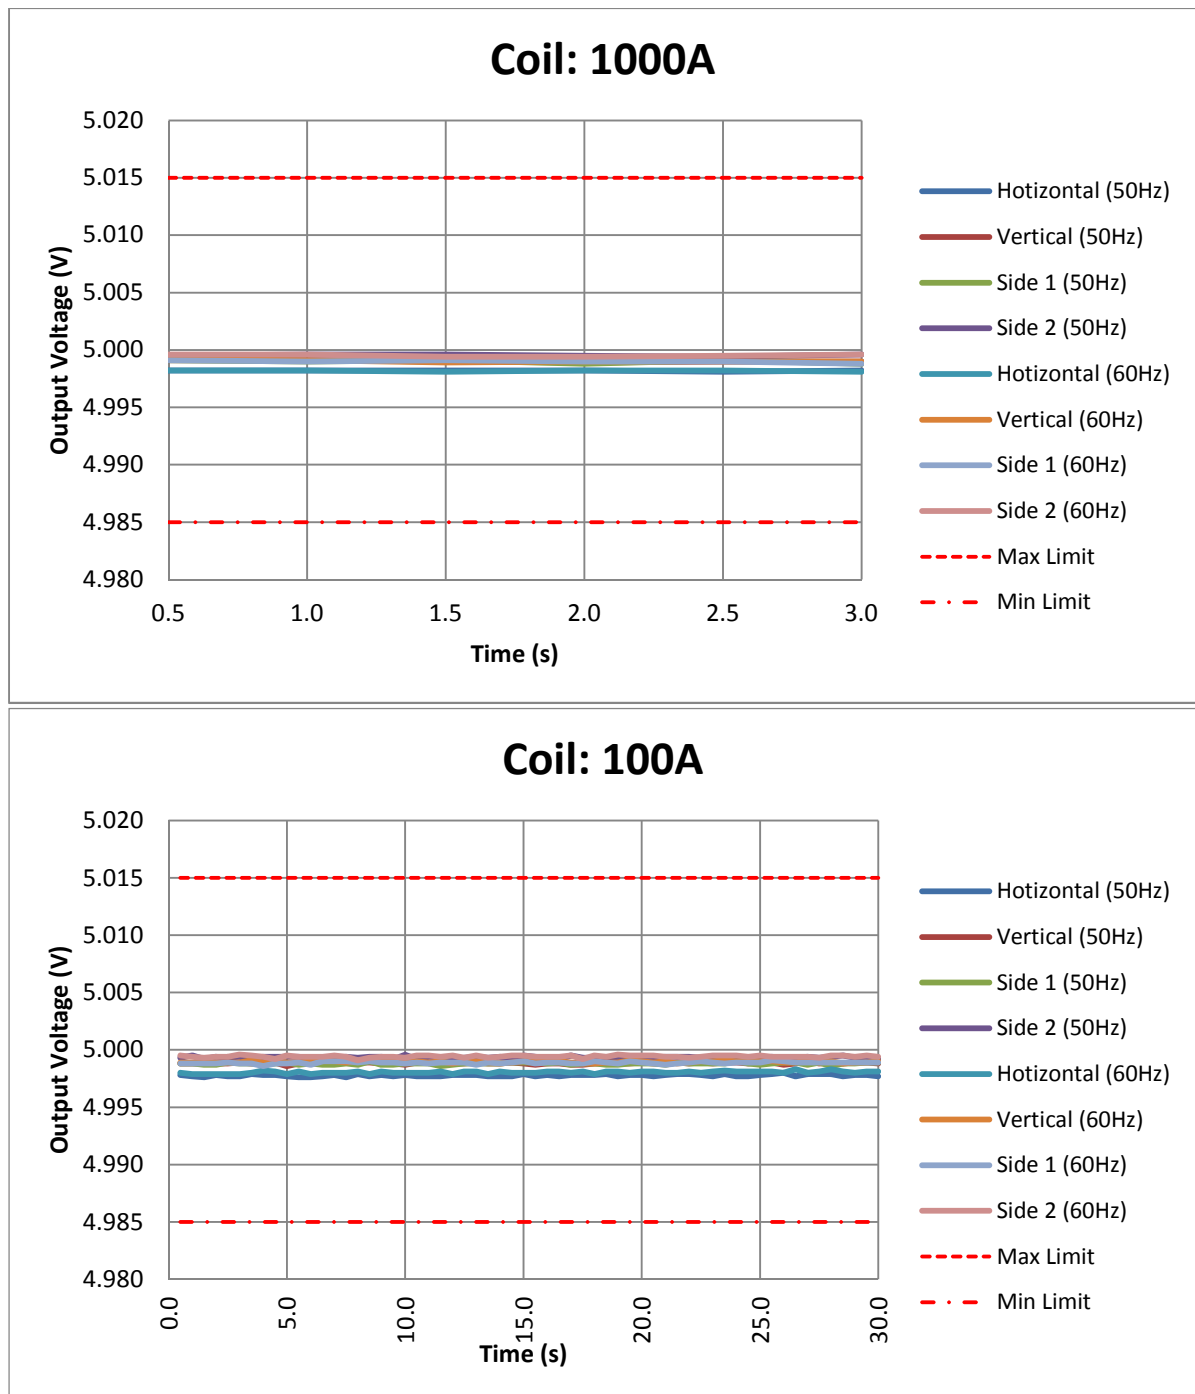 Coil: 1000A
Output Voltage (V)
5.020
5.015
5.010
5.005
5.000
4.995
4.990
4.985
4.980
0.5 1.0 1.5 2.0 2.5 3.0
Time (s)
Hotizontal (50Hz)
Vertical (50Hz)
Side 1 (50Hz)
Side 2 (50Hz)
Hotizontal (60Hz)
Vertical (60Hz)
Side 1 (60Hz)
Side 2 (60Hz)
Max Limit
Min Limit
Coil: 100A
Output Voltage (V)
5.020
5.015
5.010
5.005
5.000
4.995
4.990
4.985
4.980
0.0 5.0 10.0 15.0 20.0 25.0 30.0
Time (s)
Hotizontal (50Hz)
Vertical (50Hz)
Side 1 (50Hz)
Side 2 (50Hz)
Hotizontal (60Hz)
Vertical (60Hz)
Side 1 (60Hz)
Side 2 (60Hz)
Max Limit
Min Limit